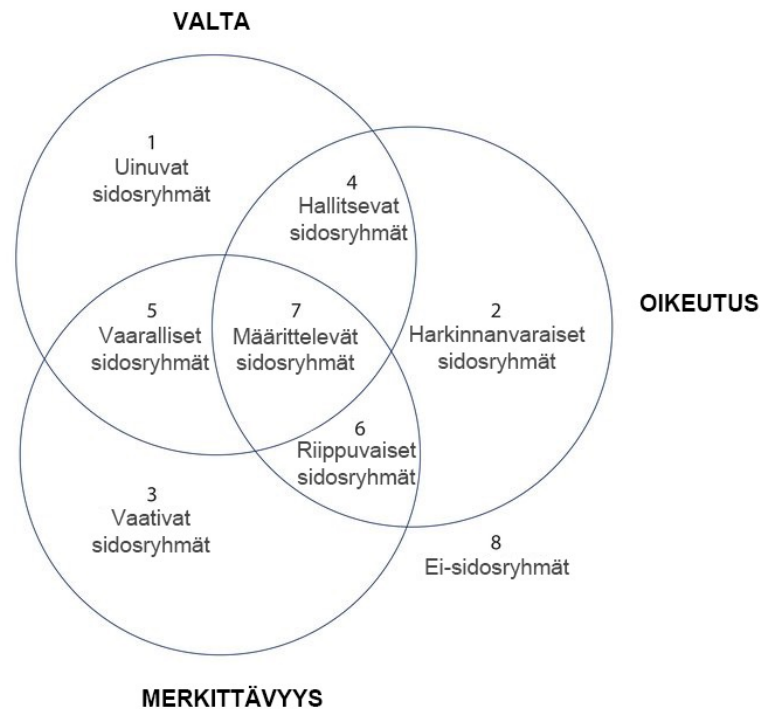 VALTA
1
Uinuvat
sidosryhmät
4
Hallitsevat
sidosryhmät
5
Vaaralliset
sidosryhmät
7
Määrittelevät
sidosryhmät
2
Harkinnanvaraiset
sidosryhmät
OIKEUTUS
6
Riippuvaiset
sidosryhmät
3
Vaativat
sidosryhmät
8
Ei-sidosryhmät
MERKITTÄVYYS